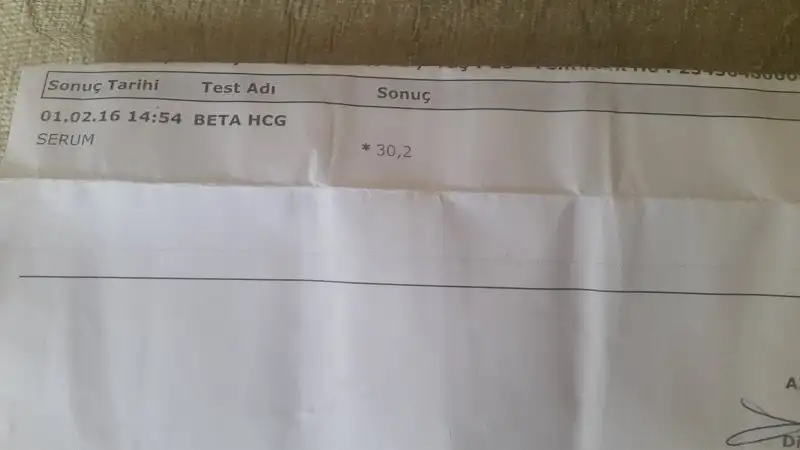 Sonuç Tarihi Test Adı Sonuç
01.02.16 14:54 BETA HCG
SERUM * 30,2